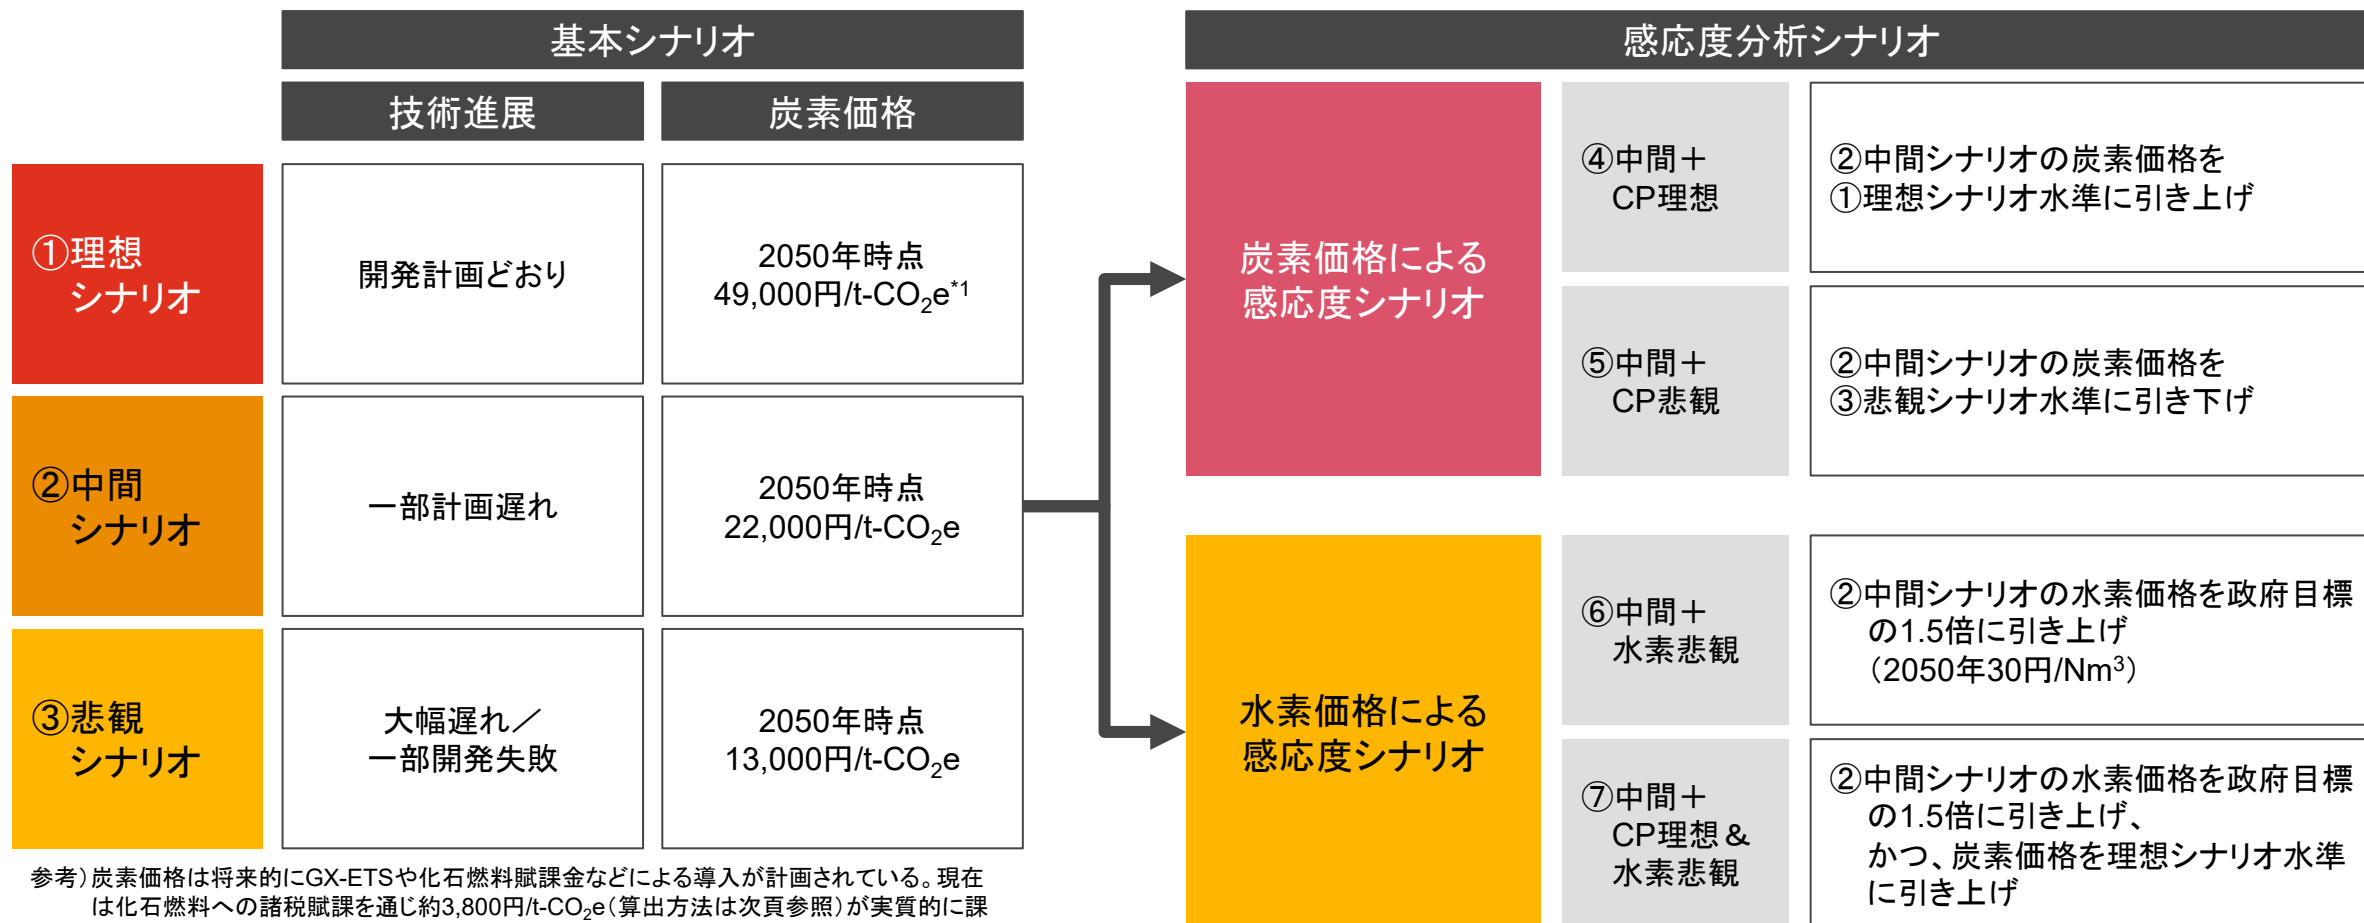 基本シナリオ
技術進展
炭素価格
①理想
シナリオ
開発計画どおり
2050年時点
49,000円/t-CO₂e*1
②中間
シナリオ
一部計画遅れ
2050年時点
22,000円/t-CO₂e
③悲観
シナリオ
大幅遅れ／
一部開発失敗
2050年時点
13,000円/t-CO₂e
参考）炭素価格は将来的にGX-ETSや化石燃料賦課金などによる導入が計画されている。現在
は化石燃料への諸税賦課を通じ約3,800円/t-CO₂e（算出方法は次頁参照）が実質的に課
感応度分析シナリオ
炭素価格による
感応度シナリオ
④中間＋
CP理想
②中間シナリオの炭素価格を
①理想シナリオ水準に引き上げ
⑤中間＋
CP悲観
②中間シナリオの炭素価格を
③悲観シナリオ水準に引き下げ
水素価格による
感応度シナリオ
⑥中間＋
水素悲観
②中間シナリオの水素価格を政府目標
の1.5倍に引き上げ
（2050年30円/Nm³）
⑦中間＋
CP理想＆
水素悲観
②中間シナリオの水素価格を政府目標
の1.5倍に引き上げ、
かつ、炭素価格を理想シナリオ水準
に引き上げ